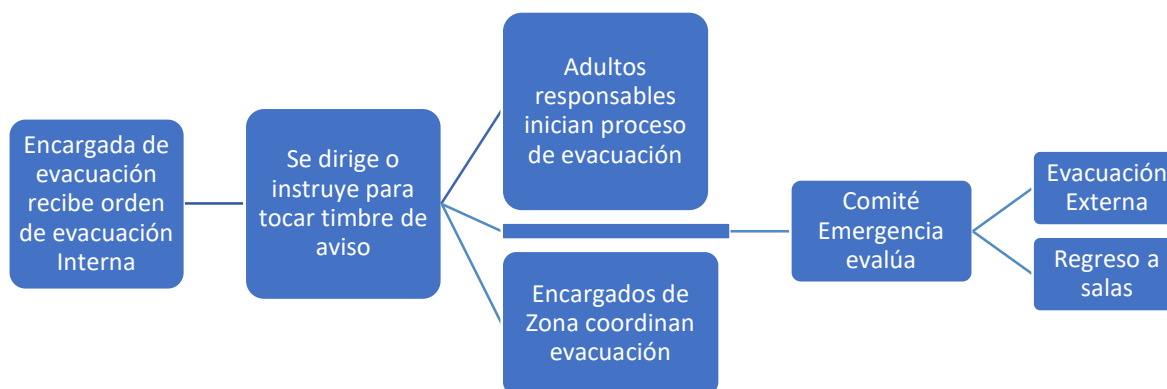 Encargada de
evacuación
recibe orden
de evacuación
Interna
Se dirige o
instruye para
tocar timbre de
aviso
Adultos
responsables
inician proceso
de evacuación
Encargados de
Zona coordinan
evacuación
Comité
Emergencia
evalúa
Evacuación
Externa
Regreso a
salas